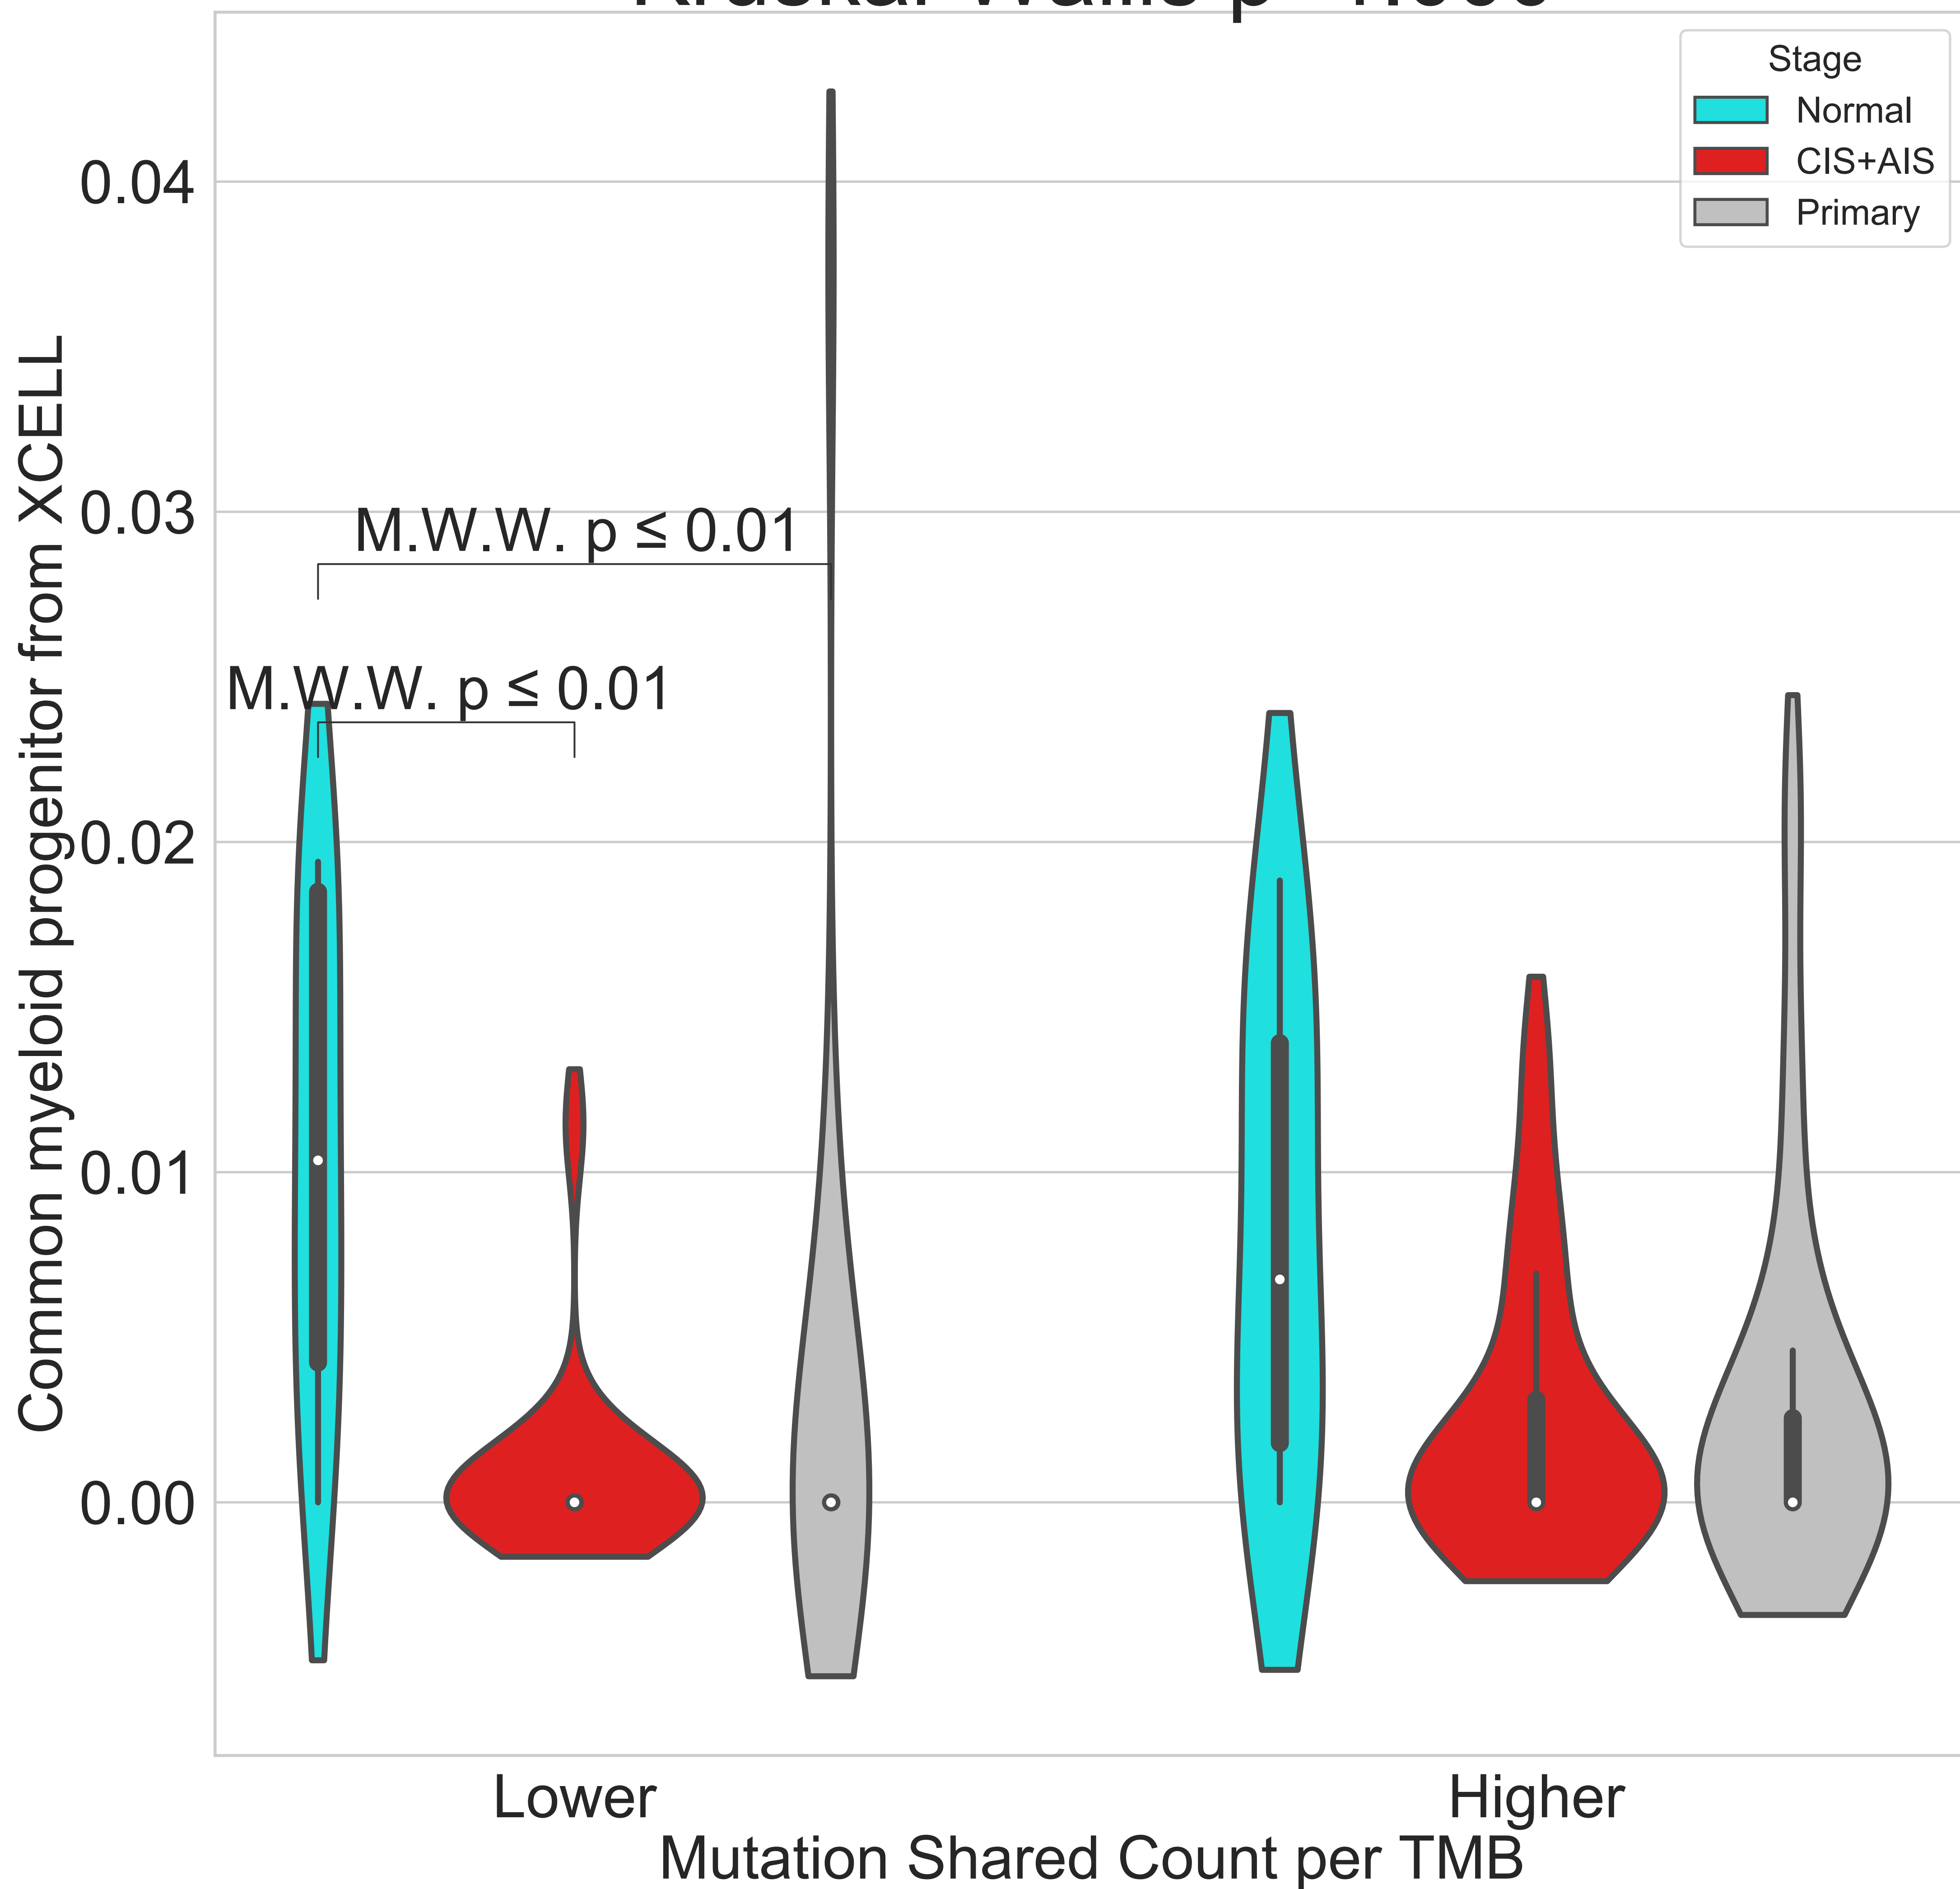 Stage
Normal
CIS+AIS
Primary
0.04
0.03
0.02
0.01
0.00
Common myeloid progenitor from XCELL
M.W.W. p ≤ 0.01
M.W.W. p ≤ 0.01
Lower
Higher
Mutation Shared Count per TMB